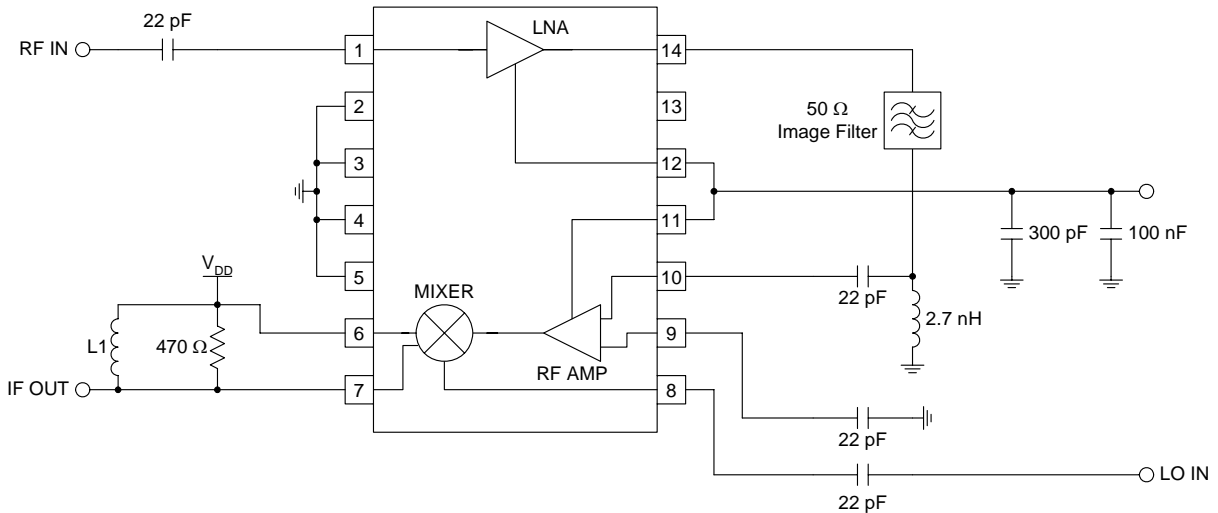 22 pF
RF IN
LNA
1
14
2
13
50 Ω
Image Filter
3
12
4
11
300 pF
100 nF
V_DD
5
10
MIXER
22 pF
2.7 nH
L1
470 Ω
6
9
RF AMP
IF OUT
7
8
22 pF
LO IN
22 pF